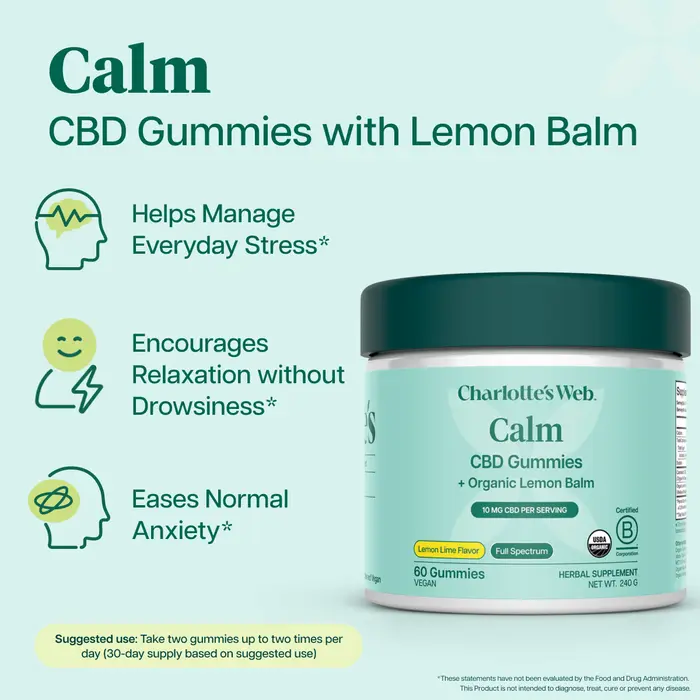 Calm
CBD Gummies with Lemon Balm
Helps Manage
Everyday Stress*
Encourages
Relaxation without
Drowsiness*
Eases Normal
Anxiety*
Charlotte's Web.
Calm
CBD Gummies
+ Organic Lemon Balm
10 MG CBD PER SERVING
Certified
B
Corporation
USDA
ORGANIC
Lemon Lime Flavor
Full Spectrum
60 Gummies
VEGAN
HERBAL SUPPLEMENT
NET WT. 240 G
Suggested use: Take two gummies up to two times per
day (30-day supply based on suggested use)
*These statements have not been evaluated by the Food and Drug Administration.
This Product is not intended to diagnose, treat, cure or prevent any disease.